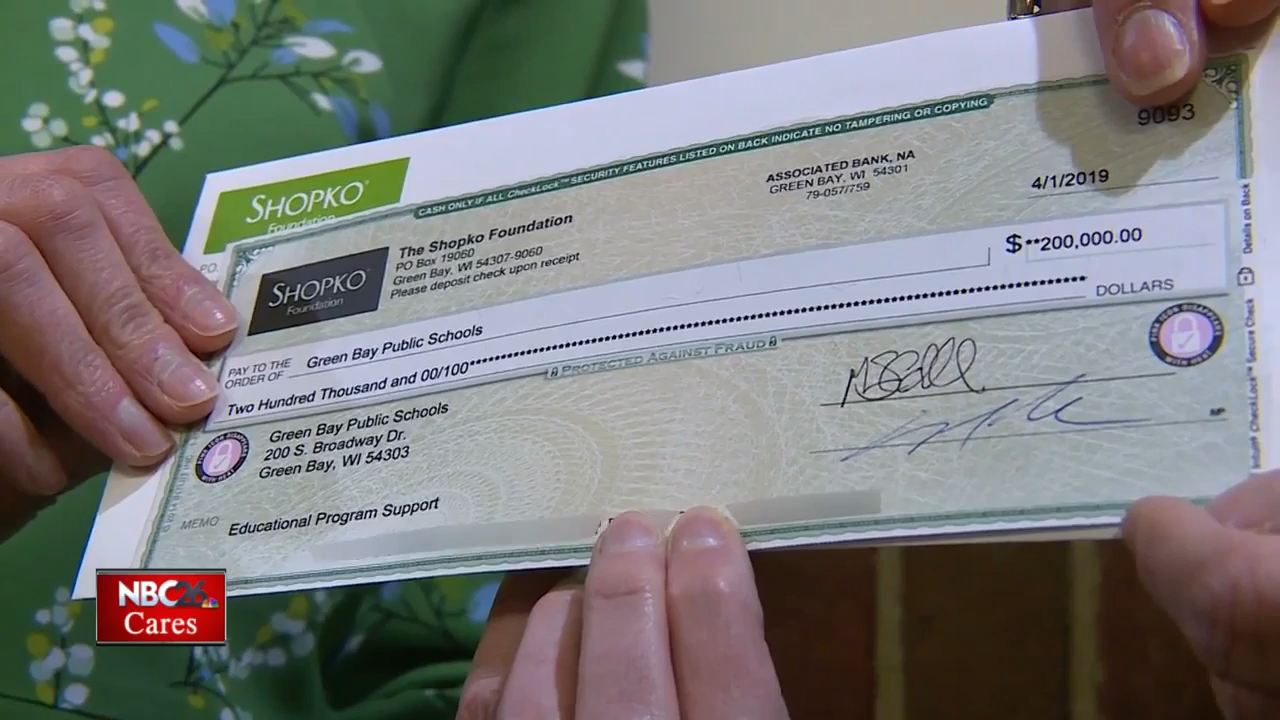 CASH ONLY IF ALL CheckLock™ SECURITY FEATURES LISTED ON BACK INDICATE NO TAMPERING OR COPYING
9093
SHOPKO
Foundation
PO
SHOPKO
Foundation
The Shopko Foundation
PO Box 19060
Green Bay, WI 54307-9060
Please deposit check upon receipt
ASSOCIATED BANK, NA
GREEN BAY, WI 54301
79-057/759
4/1/2019
PAY TO THE
ORDER OF
Green Bay Public Schools
$**200,000.00
Two Hundred Thousand and 00/100
DOLLARS
PROTECTED AGAINST FRAUD
Green Bay Public Schools
200 S. Broadway Dr.
Green Bay, WI 54303
MEMO
Educational Program Support
Details on Back
CheckLock™ Secure Check
NBC26
Cares